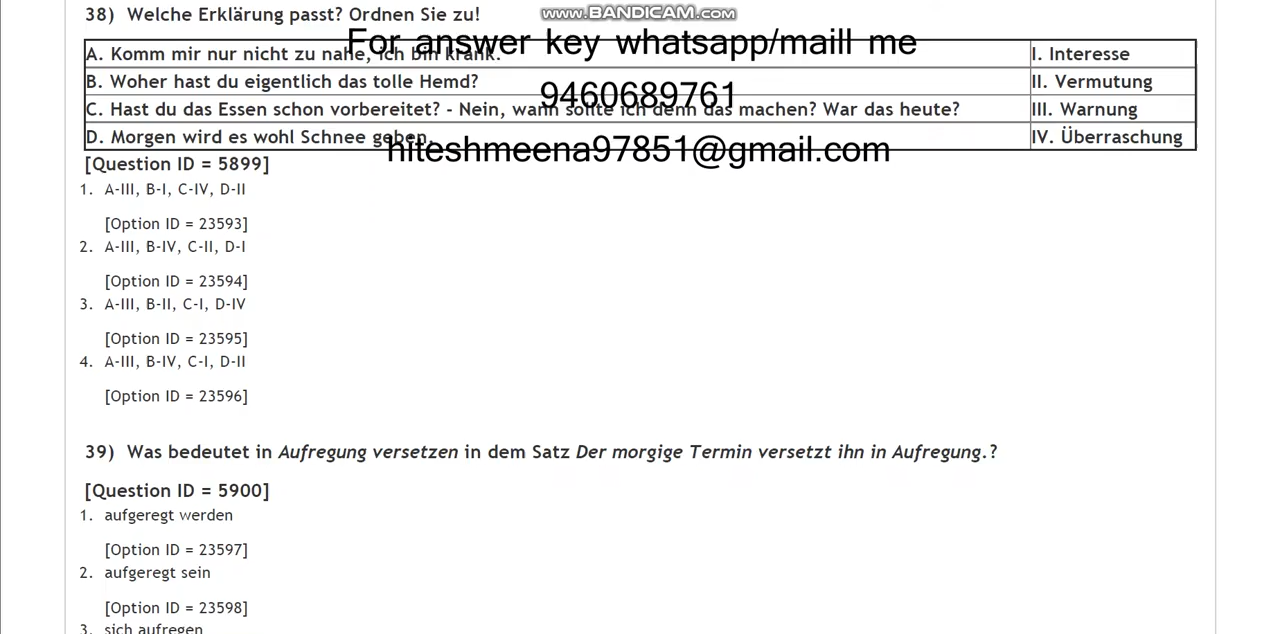 www.BANDICAM.com
38) Welche Erklärung passt? Ordnen Sie zu!
For answer key whatsapp/maill me
A. Komm mir nur nicht zu nahe, ich bin krank.
I. Interesse
B. Woher hast du eigentlich das tolle Hemd?
II. Vermutung
9460689761
C. Hast du das Essen schon vorbereitet? - Nein, wann sollte ich denn das machen? War das heute?
III. Warnung
D. Morgen wird es wohl Schnee geben.
IV. Überraschung
hiteshmeena97851@gmail.com
[Question ID = 5899]
1. A-III, B-I, C-IV, D-II
[Option ID = 23593]
2. A-III, B-IV, C-II, D-I
[Option ID = 23594]
3. A-III, B-II, C-I, D-IV
[Option ID = 23595]
4. A-III, B-IV, C-I, D-II
[Option ID = 23596]
39) Was bedeutet in Aufregung versetzen in dem Satz Der morgige Termin versetzt ihn in Aufregung.?
[Question ID = 5900]
1. aufgeregt werden
[Option ID = 23597]
2. aufgeregt sein
[Option ID = 23598]
3. sich aufregen